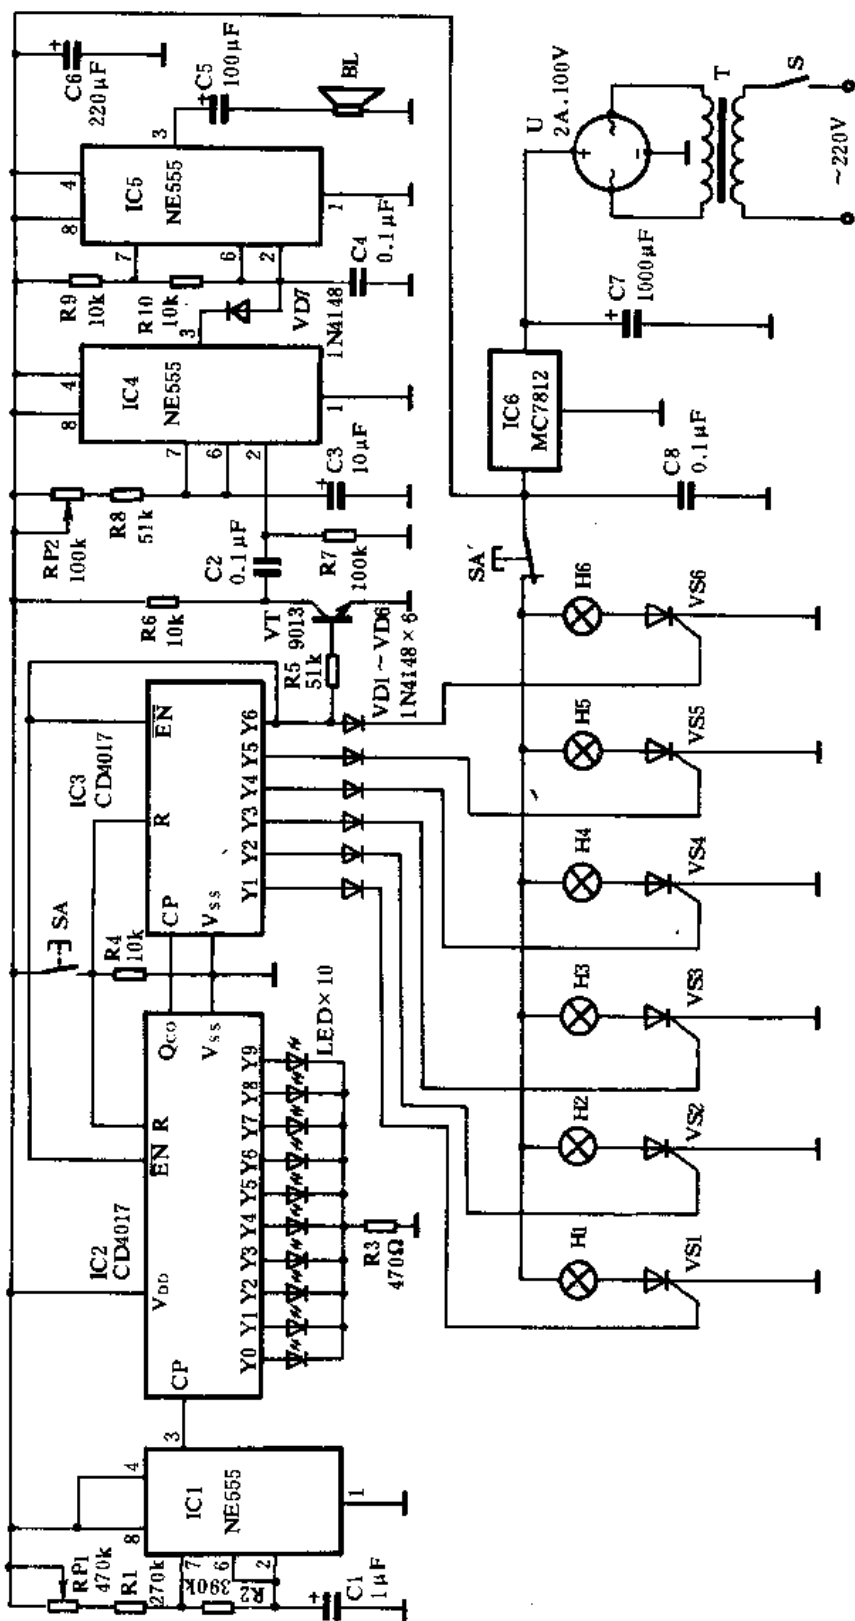 RP1
470k
R1
270k
R2
390k
C1
1μF
8
4
7
6
2
3
1
IC1
NE555
IC2
CD4017
CP
VDD
EN
R
QCO
VSS
Y0 Y1 Y2 Y3 Y4 Y5 Y6 Y7 Y8 Y9
LED×10
R3
470Ω
SA
R4
10k
IC3
CD4017
CP
R
EN
VSS
Y1 Y2 Y3 Y4 Y5 Y6
VD1～VD6
1N4148×6
R5
51k
VT
9013
R6
10k
C2
0.1μF
R7
100k
RP2
100k
R8
51k
C3
10μF
8
4
7
6
2
3
1
IC4
NE555
VD7
1N4148
R9
10k
R10
10k
C4
0.1μF
8
4
7
6
2
3
1
IC5
NE555
C5
100μF
BL
C6
220μF
H1
H2
H3
H4
H5
H6
VS1
VS2
VS3
VS4
VS5
VS6
SA′
C8
0.1μF
IC6
MC7812
C7
1000μF
U
2A.100V
+
~
~
-
T
S
~220V